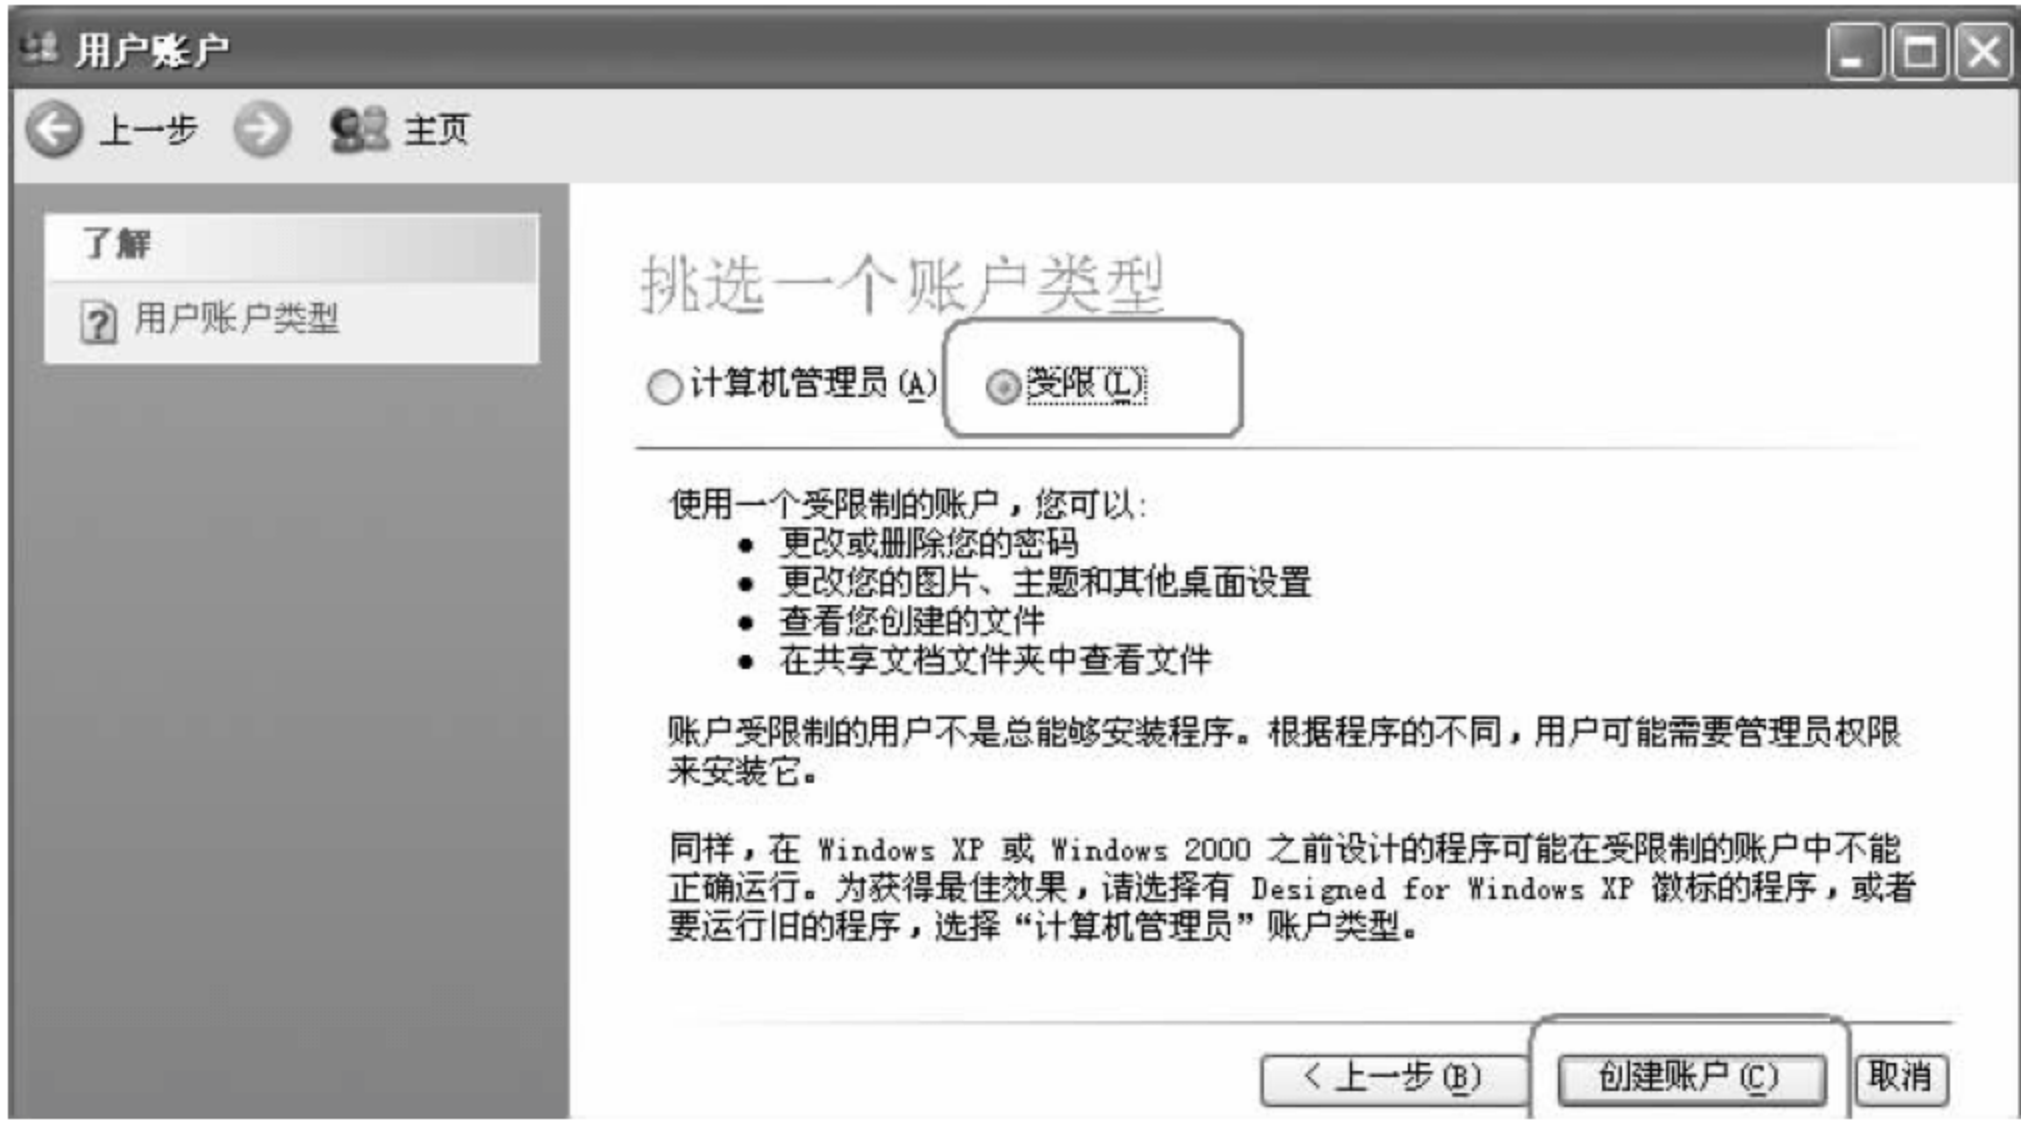 用户账户
上一步 主页
了解
用户账户类型
挑选一个账户类型
计算机管理员(A) 受限(L)
使用一个受限制的账户，您可以:
• 更改或删除您的密码
• 更改您的图片、主题和其他桌面设置
• 查看您创建的文件
• 在共享文档文件夹中查看文件
账户受限制的用户不是总能够安装程序。根据程序的不同，用户可能需要管理员权限
来安装它。
同样，在 Windows XP 或 Windows 2000 之前设计的程序可能在受限制的账户中不能
正确运行。为获得最佳效果，请选择有 Designed for Windows XP 徽标的程序，或者
要运行旧的程序，选择“计算机管理员”账户类型。
< 上一步(B) 创建账户(C) 取消